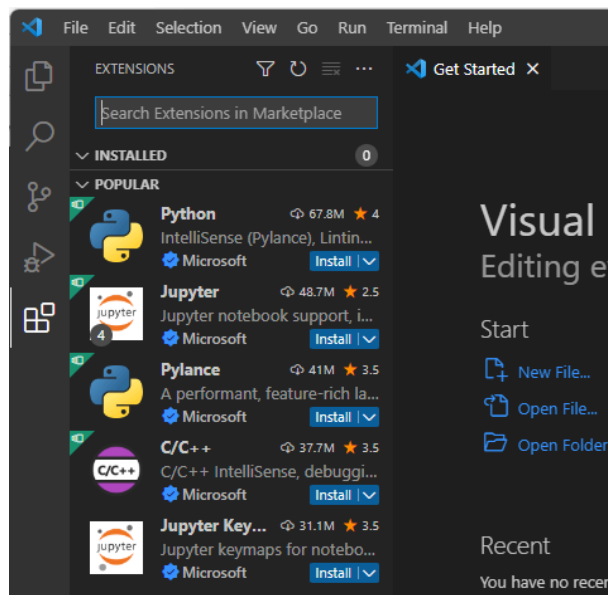 File Edit Selection View Go Run Terminal Help
EXTENSIONS
Get Started
Search Extensions in Marketplace
INSTALLED 0
POPULAR
Python 67.8M 4
IntelliSense (Pylance), Lintin...
Microsoft Install
Jupyter 48.7M 2.5
jupyter
4
Jupyter notebook support, i...
Microsoft Install
Pylance 41M 3.5
A performant, feature-rich la...
Microsoft Install
C/C++ 37.7M 3.5
C/C++
C/C++ IntelliSense, debuggi...
Microsoft Install
Jupyter Key... 31.1M 3.5
jupyter
Jupyter keymaps for notebo...
Microsoft Install
Visual
Editing e
Start
New File...
Open File...
Open Folder
Recent
You have no recen